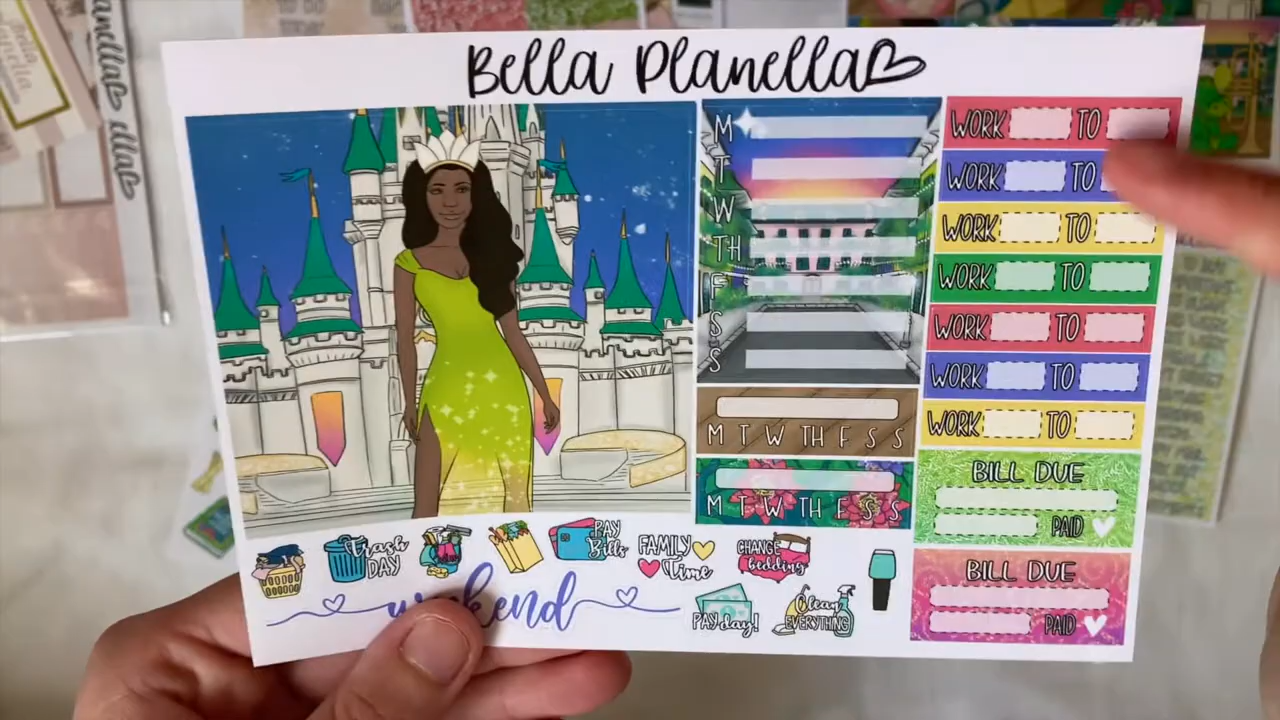 Bella Planella
M
T
W
TH
F
S
S
M T W TH F S S
M T W TH F S S
WORK TO
WORK TO
WORK TO
WORK TO
WORK TO
WORK TO
WORK TO
BILL DUE
PAID
BILL DUE
PAID
Trash
DAY
PAY
Bills
FAMILY
Time
CHANGE
bedding
weekend
PAY day!
Clean
EVERYTHING